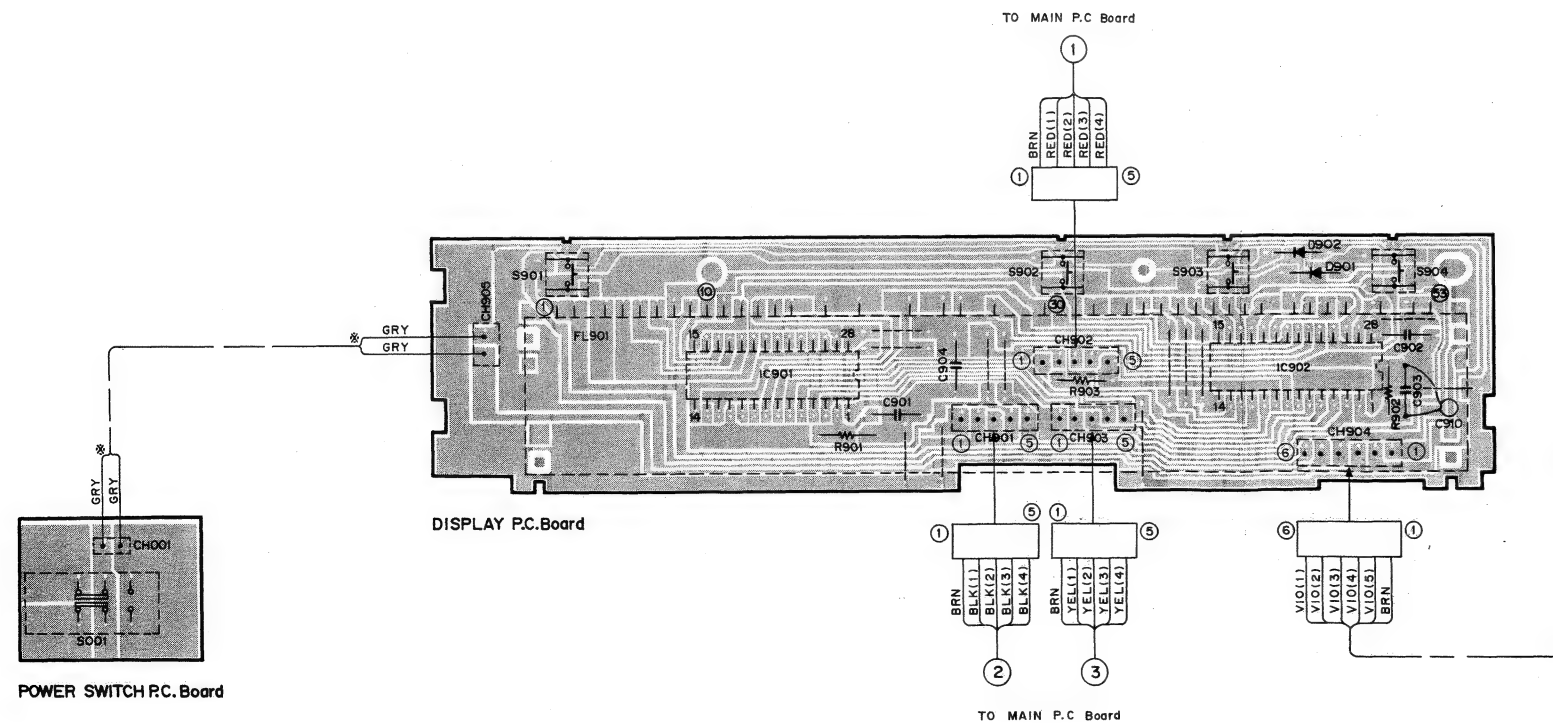 TO MAIN P.C Board
1
BRN
RED(1)
RED(2)
RED(3)
RED(4)
1 5
S901 10 S902 30 S903 D902 D901 S904 53
CH905
1
FL901 15 28 CH902 15 28
GRY
GRY
※
IC901 C904 1 5 IC902 C902
R903
14 C901 14 R902 C903 C910
R901 1 CH901 5 1 CH903 5 6 CH904 1
DISPLAY P.C.Board
※
GRY
GRY
CH001
S001
POWER SWITCH P.C. Board
1 5 1 5 6 1
BRN
BLK(1)
BLK(2)
BLK(3)
BLK(4)
BRN
YEL(1)
YEL(2)
YEL(3)
YEL(4)
VIO(1)
VIO(2)
VIO(3)
VIO(4)
VIO(5)
BRN
2 3
TO MAIN P.C Board